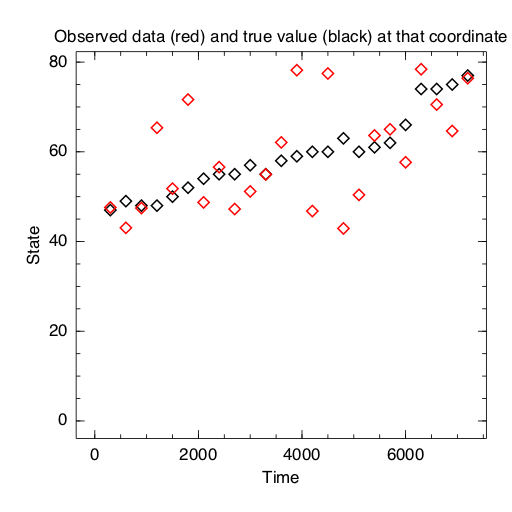 Observed data (red) and true value (black) at that coordinate
80
60
40
20
0
State
0 2000 4000 6000
Time